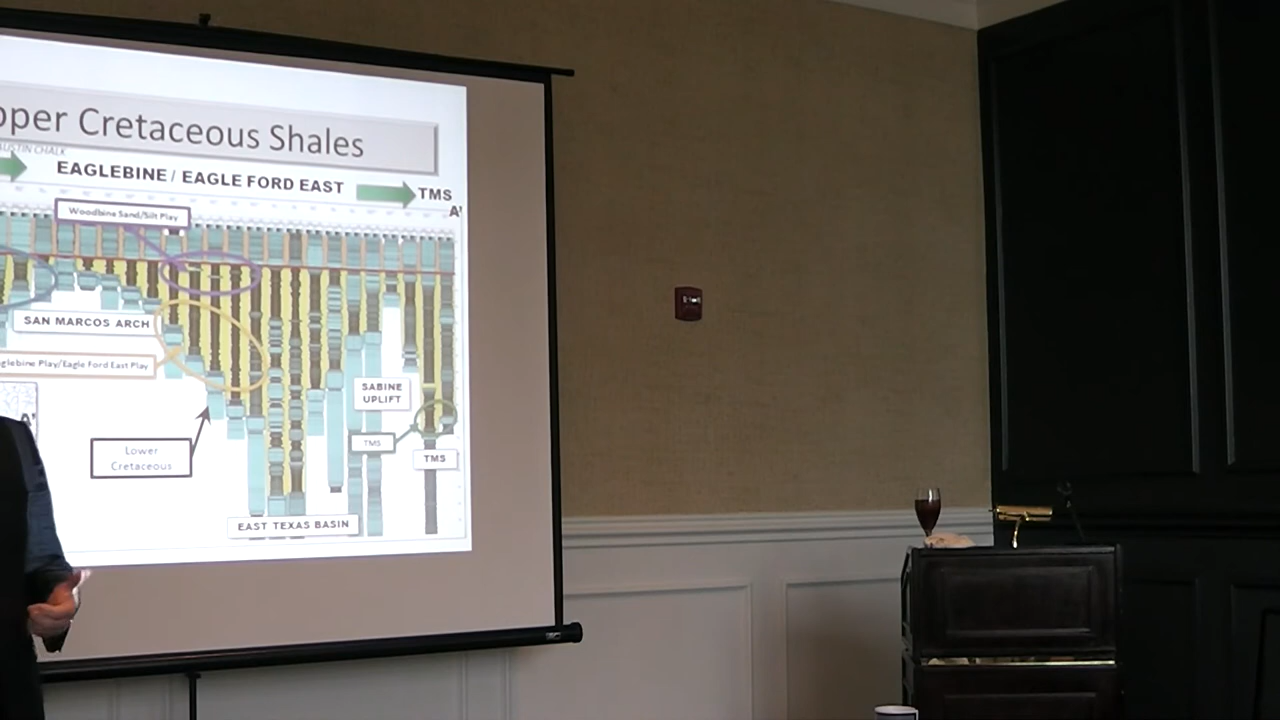 pper Cretaceous Shales
AUSTIN CHALK
EAGLEBINE / EAGLE FORD EAST
TMS
A'
Woodbine Sand/Silt Play
SAN MARCOS ARCH
glebine Play/Eagle Ford East Play
SABINE
UPLIFT
A'
TMS
Lower
Cretaceous
TMS
EAST TEXAS BASIN